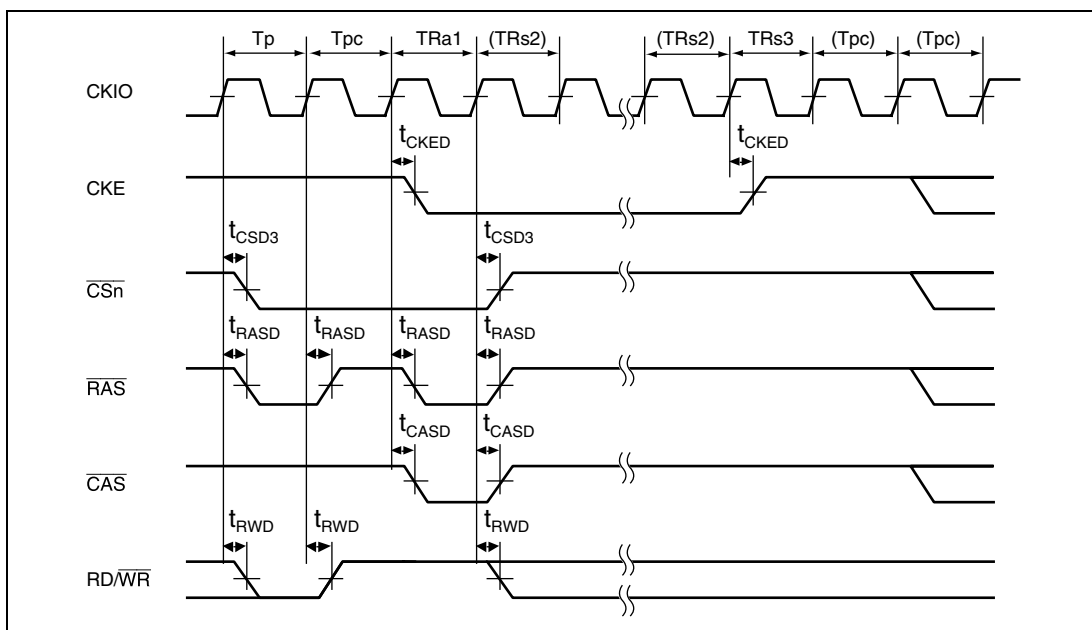 Tp Tpc TRa1 (TRs2) (TRs2) TRs3 (Tpc) (Tpc)
CKIO
tCKED tCKED
CKE
tCSD3 tCSD3
CSn
tRASD tRASD tRASD tRASD
RAS
tCASD tCASD
CAS
tRWD tRWD tRWD
RD/WR